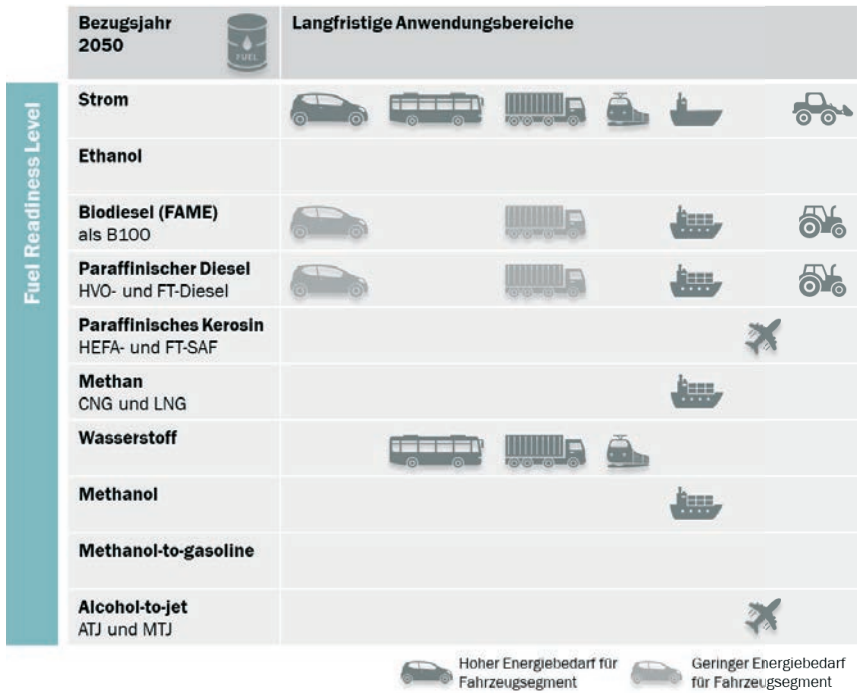 Bezugsjahr
2050
FUEL
Langfristige Anwendungsbereiche
Fuel Readiness Level
Strom
Ethanol
Biodiesel (FAME)
als B100
Paraffinischer Diesel
HVO- und FT-Diesel
Paraffinisches Kerosin
HEFA- und FT-SAF
Methan
CNG und LNG
Wasserstoff
Methanol
Methanol-to-gasoline
Alcohol-to-jet
ATJ und MTJ
Hoher Energiebedarf für
Fahrzeugsegment
Geringer Energiebedarf
für Fahrzeugsegment